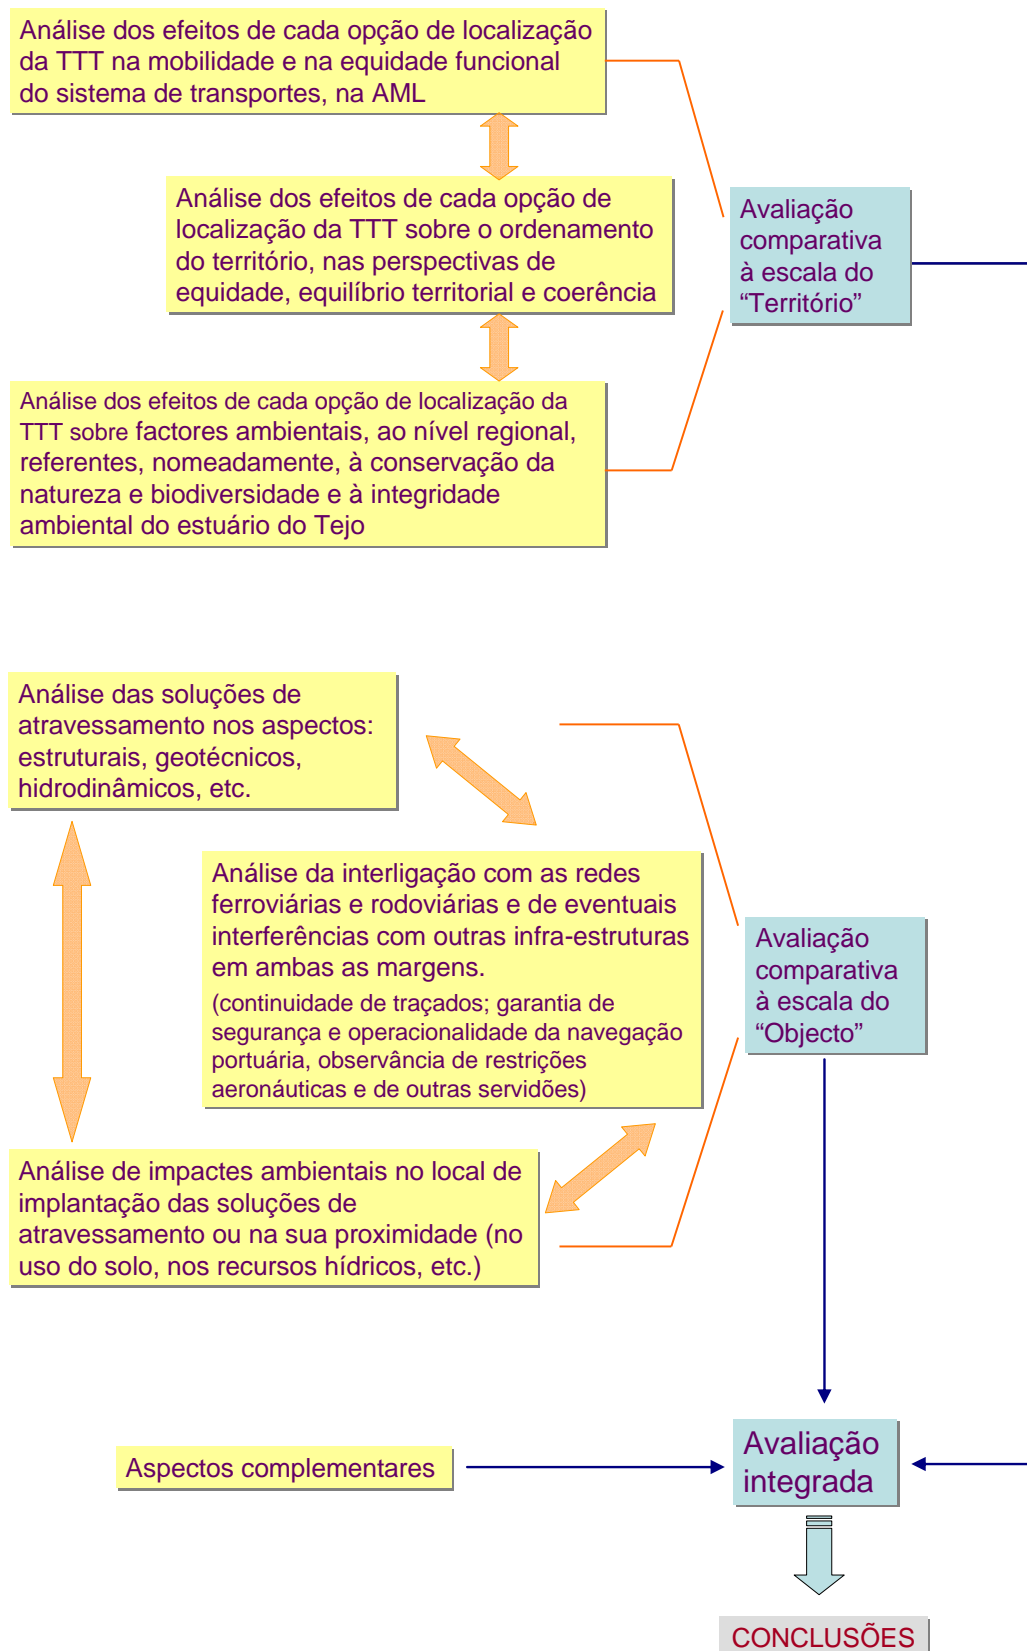 Análise dos efeitos de cada opção de localização
da TTT na mobilidade e na equidade funcional
do sistema de transportes, na AML
Análise dos efeitos de cada opção de
localização da TTT sobre o ordenamento
do território, nas perspectivas de
equidade, equilíbrio territorial e coerência
Avaliação
comparativa
à escala do
“Território”
Análise dos efeitos de cada opção de localização da
TTT sobre factores ambientais, ao nível regional,
referentes, nomeadamente, à conservação da
natureza e biodiversidade e à integridade
ambiental do estuário do Tejo
Análise das soluções de
atravessamento nos aspectos:
estruturais, geotécnicos,
hidrodinâmicos, etc.
Análise da interligação com as redes
ferroviárias e rodoviárias e de eventuais
interferências com outras infra-estruturas
em ambas as margens.
(continuidade de traçados; garantia de
segurança e operacionalidade da navegação
portuária, observância de restrições
aeronáuticas e de outras servidões)
Avaliação
comparativa
à escala do
“Objecto”
Análise de impactes ambientais no local de
implantação das soluções de
atravessamento ou na sua proximidade (no
uso do solo, nos recursos hídricos, etc.)
Aspectos complementares
Avaliação
integrada
CONCLUSÕES